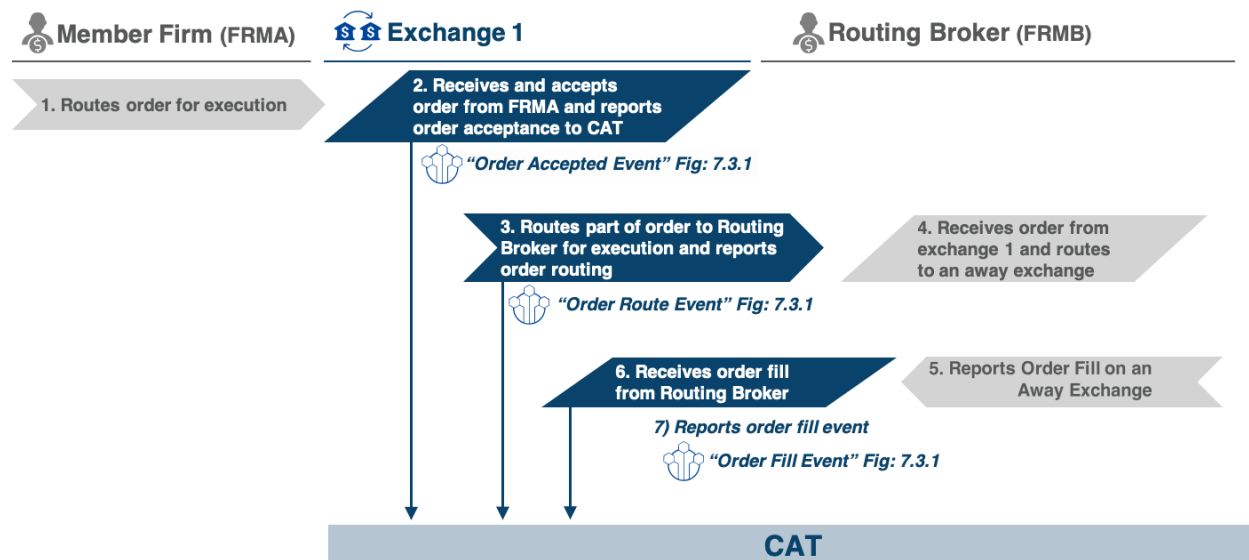 Member Firm (FRMA)
Exchange 1
Routing Broker (FRMB)
1. Routes order for execution
2. Receives and accepts
order from FRMA and reports
order acceptance to CAT
"Order Accepted Event" Fig: 7.3.1
3. Routes part of order to Routing
Broker for execution and reports
order routing
4. Receives order from
exchange 1 and routes
to an away exchange
"Order Route Event" Fig: 7.3.1
6. Receives order fill
from Routing Broker
5. Reports Order Fill on an
Away Exchange
7) Reports order fill event
"Order Fill Event" Fig: 7.3.1
CAT